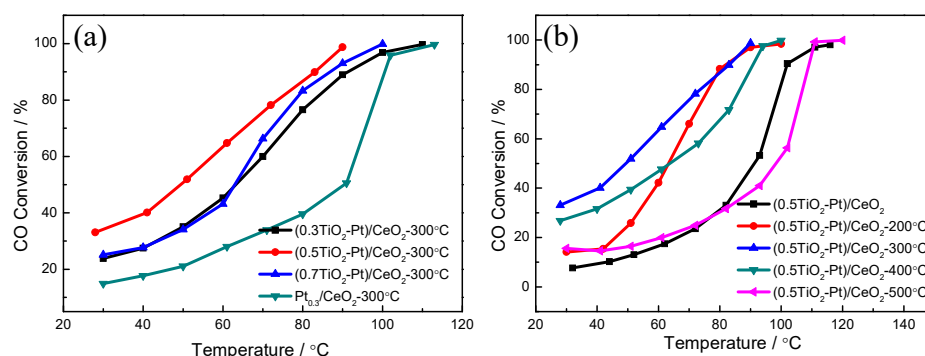 (a)
CO Conversion / %
100
80
60
40
20
(0.3TiO₂-Pt)/CeO₂-300°C
(0.5TiO₂-Pt)/CeO₂-300°C
(0.7TiO₂-Pt)/CeO₂-300°C
Pt₀.₃/CeO₂-300°C
20 40 60 80 100 120
Temperature / °C
(b)
CO Conversion / %
100
80
60
40
20
0
(0.5TiO₂-Pt)/CeO₂
(0.5TiO₂-Pt)/CeO₂-200°C
(0.5TiO₂-Pt)/CeO₂-300°C
(0.5TiO₂-Pt)/CeO₂-400°C
(0.5TiO₂-Pt)/CeO₂-500°C
20 40 60 80 100 120 140
Temperature / °C